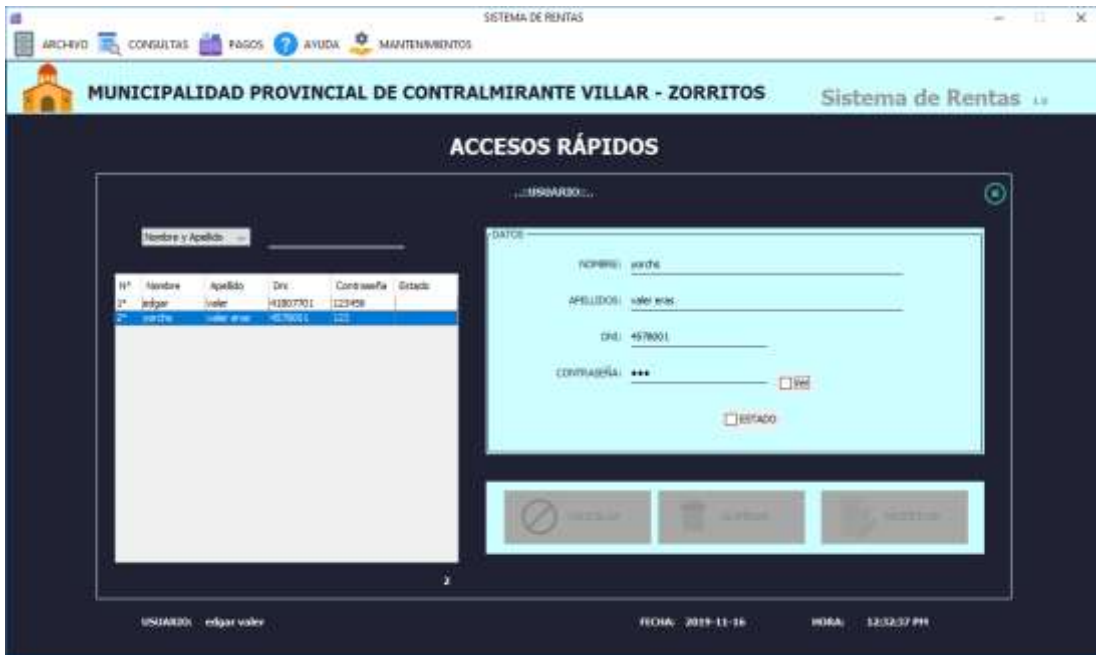 SISTEMA DE RENTAS
ARCHIVO CONSULTAS PAGOS AYUDA MANTENIMIENTOS
MUNICIPALIDAD PROVINCIAL DE CONTRALMIRANTE VILLAR - ZORRITOS
Sistema de Rentas 1.0
ACCESOS RÁPIDOS
..::USUARIO::..
Nombre y Apellido
N° Nombre Apellido Dni Contraseña Estado
1° edgar valer 41807701 123456
2° yorchs valer eras 4578001 123
2
DATOS
NOMBRE: yorchs
APELLIDOS: valer eras
DNI: 4578001
CONTRASEÑA: ●●●
Ver
ESTADO
USUARIO: edgar valer
FECHA: 2019-11-16
HORA: 12:32:37 PM